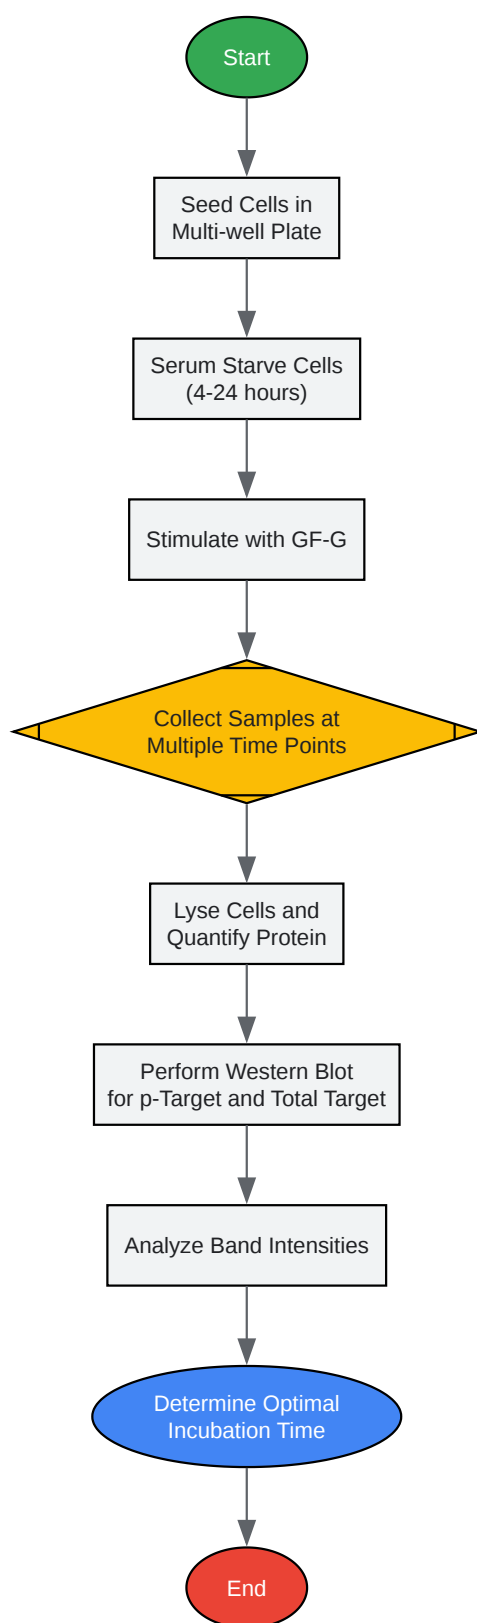 Start
Seed Cells in
Multi-well Plate
Serum Starve Cells
(4-24 hours)
Stimulate with GF-G
Collect Samples at
Multiple Time Points
Lyse Cells and
Quantify Protein
Perform Western Blot
for p-Target and Total Target
Analyze Band Intensities
Determine Optimal
Incubation Time
End